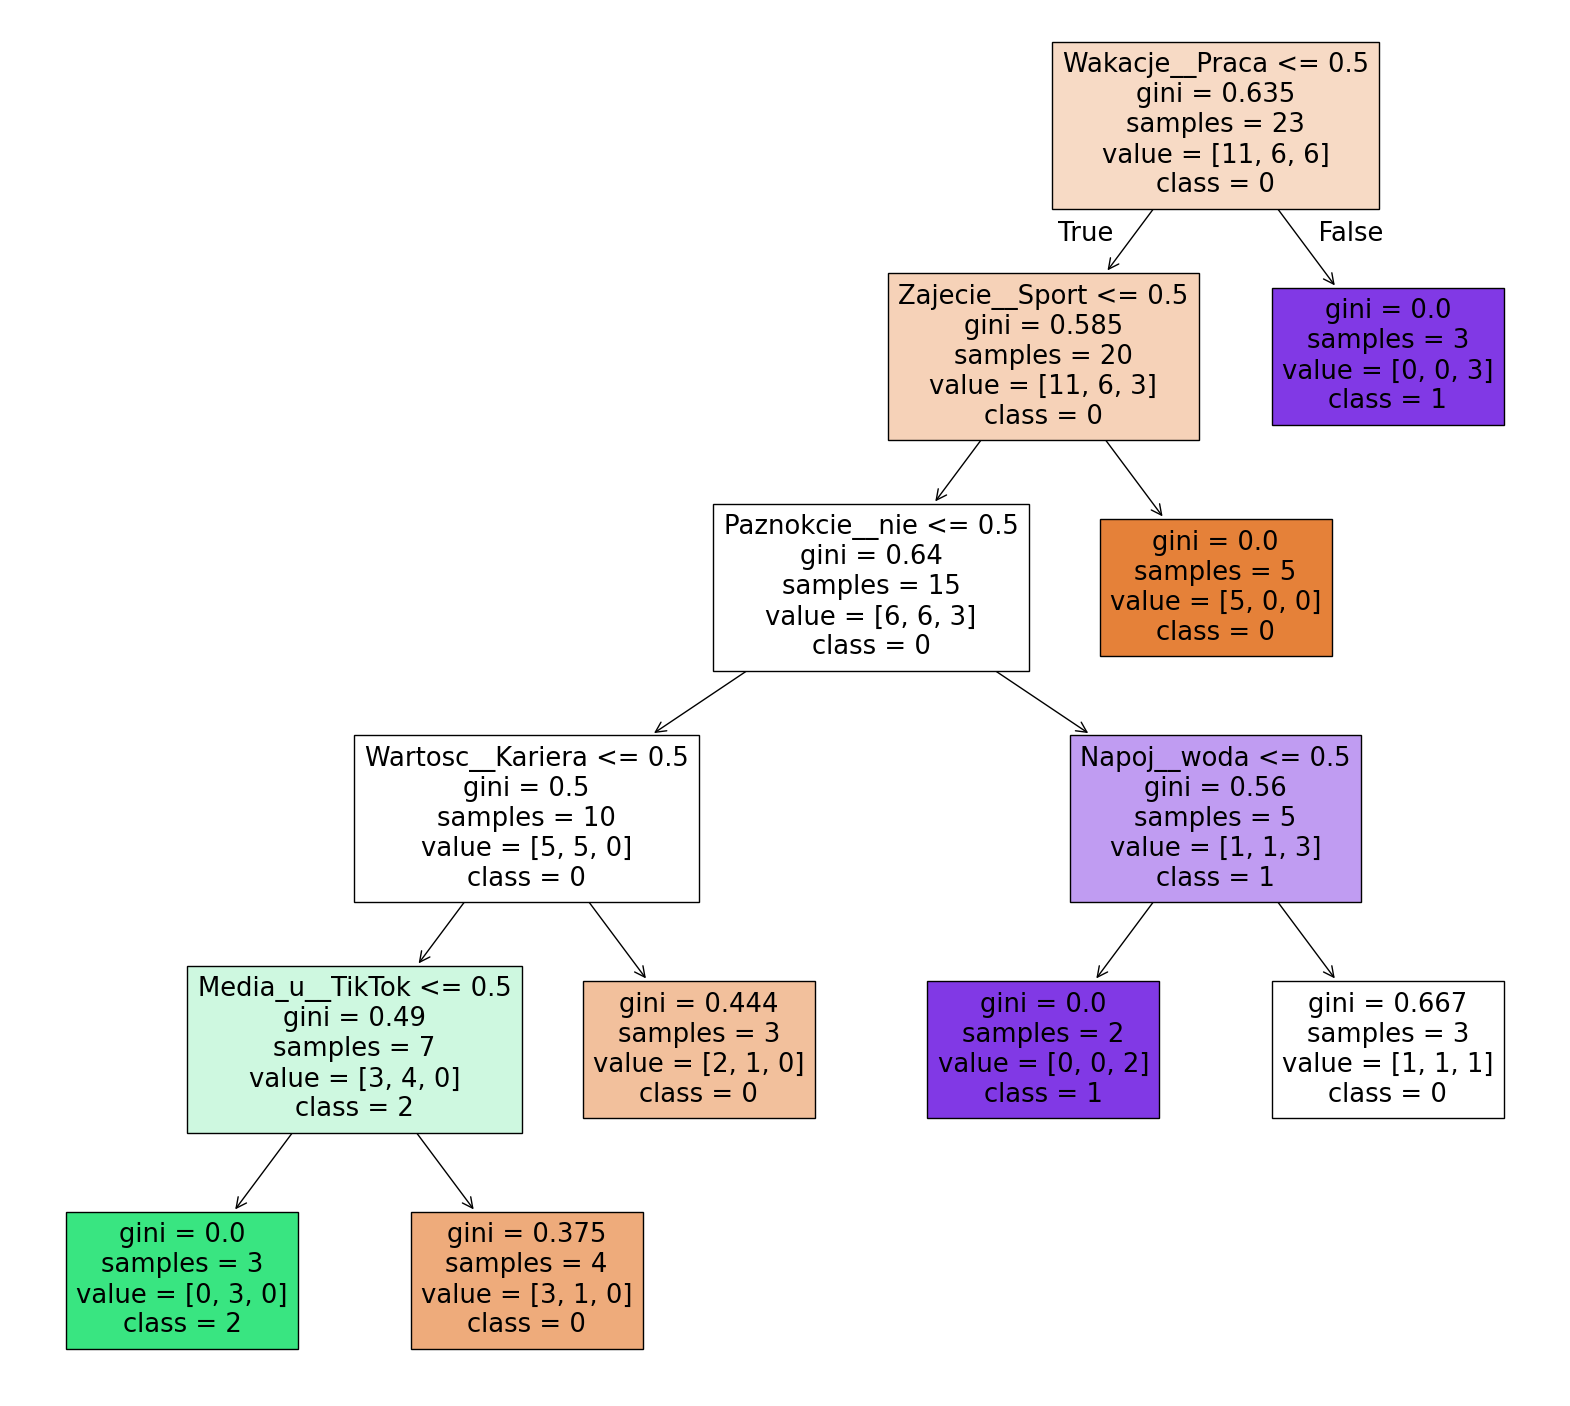 Wakacje__Praca <= 0.5
gini = 0.635
samples = 23
value = [11, 6, 6]
class = 0
True
False
Zajecie__Sport <= 0.5
gini = 0.585
samples = 20
value = [11, 6, 3]
class = 0
gini = 0.0
samples = 3
value = [0, 0, 3]
class = 1
Paznokcie__nie <= 0.5
gini = 0.64
samples = 15
value = [6, 6, 3]
class = 0
gini = 0.0
samples = 5
value = [5, 0, 0]
class = 0
Wartosc__Kariera <= 0.5
gini = 0.5
samples = 10
value = [5, 5, 0]
class = 0
Napoj__woda <= 0.5
gini = 0.56
samples = 5
value = [1, 1, 3]
class = 1
Media_u__TikTok <= 0.5
gini = 0.49
samples = 7
value = [3, 4, 0]
class = 2
gini = 0.444
samples = 3
value = [2, 1, 0]
class = 0
gini = 0.0
samples = 2
value = [0, 0, 2]
class = 1
gini = 0.667
samples = 3
value = [1, 1, 1]
class = 0
gini = 0.0
samples = 3
value = [0, 3, 0]
class = 2
gini = 0.375
samples = 4
value = [3, 1, 0]
class = 0